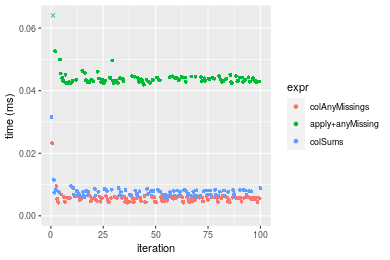 0.06
0.04
0.02
0.00
time (ms)
0
25
50
75
100
iteration
expr
colAnyMissings
apply+anyMissing
colSums